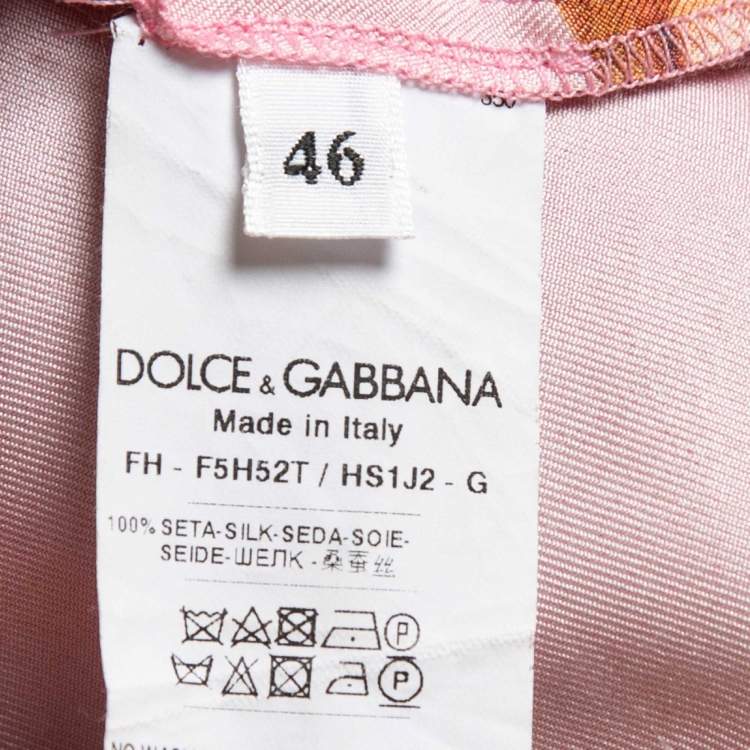 46
DOLCE & GABBANA
Made in Italy
FH - F5H52T / HS1J2 - G
100% SETA-SILK-SEDA-SOIE-
SEIDE-ШЕЛК - 桑蚕丝
P
P